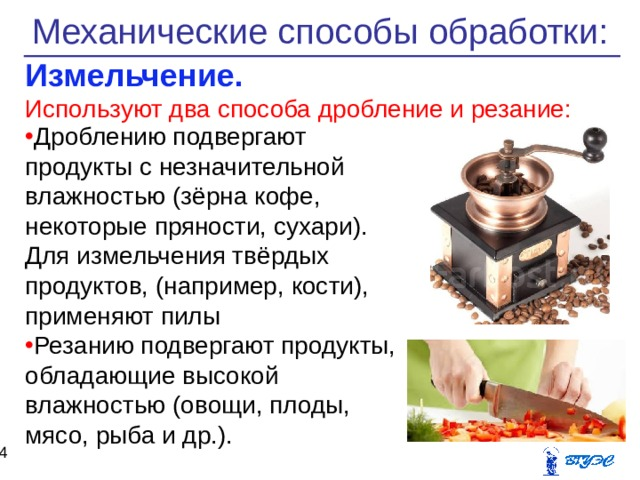 Механические способы обработки:
Измельчение.
Используют два способа дробление и резание:
•Дроблению подвергают
продукты с незначительной
влажностью (зёрна кофе,
некоторые пряности, сухари).
Для измельчения твёрдых
продуктов, (например, кости),
применяют пилы
•Резанию подвергают продукты,
обладающие высокой
влажностью (овощи, плоды,
мясо, рыба и др.).
4